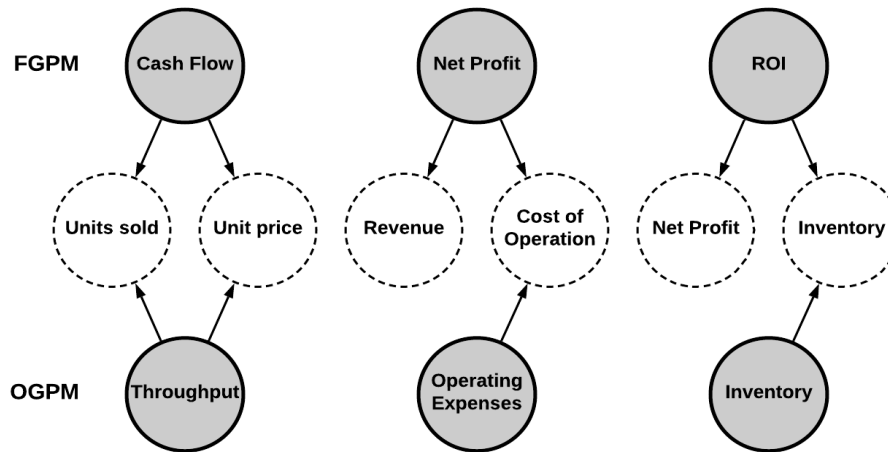 FGPM
Cash Flow
Net Profit
ROI
Units sold
Unit price
Revenue
Cost of
Operation
Net Profit
Inventory
OGPM
Throughput
Operating
Expenses
Inventory